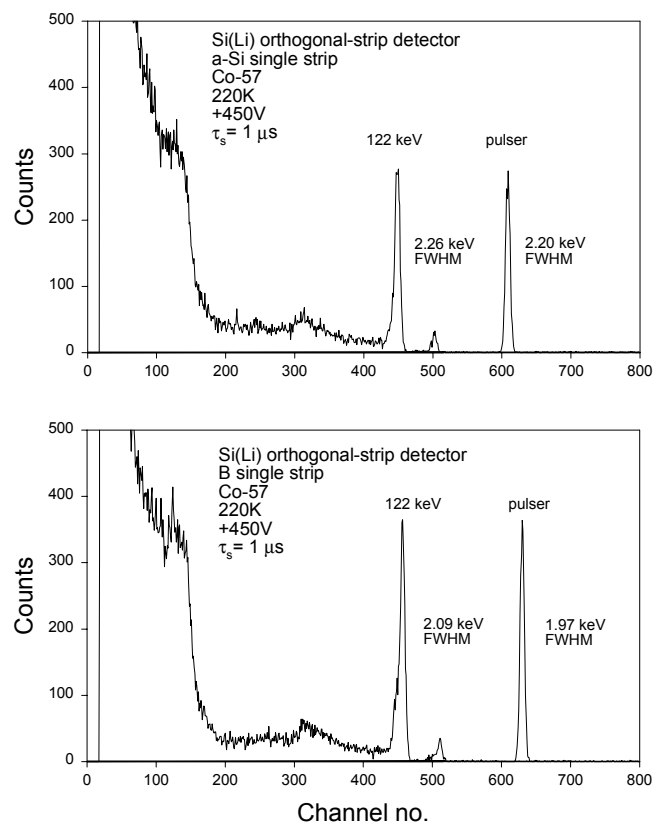 500
400
300
200
100
0
Counts
Si(Li) orthogonal-strip detector
a-Si single strip
Co-57
220K
+450V
τs= 1 μs
122 keV
pulser
2.26 keV
FWHM
2.20 keV
FWHM
0 100 200 300 400 500 600 700 800
500
400
300
200
100
0
Counts
Si(Li) orthogonal-strip detector
B single strip
Co-57
220K
+450V
τs= 1 μs
122 keV
pulser
2.09 keV
FWHM
1.97 keV
FWHM
0 100 200 300 400 500 600 700 800
Channel no.